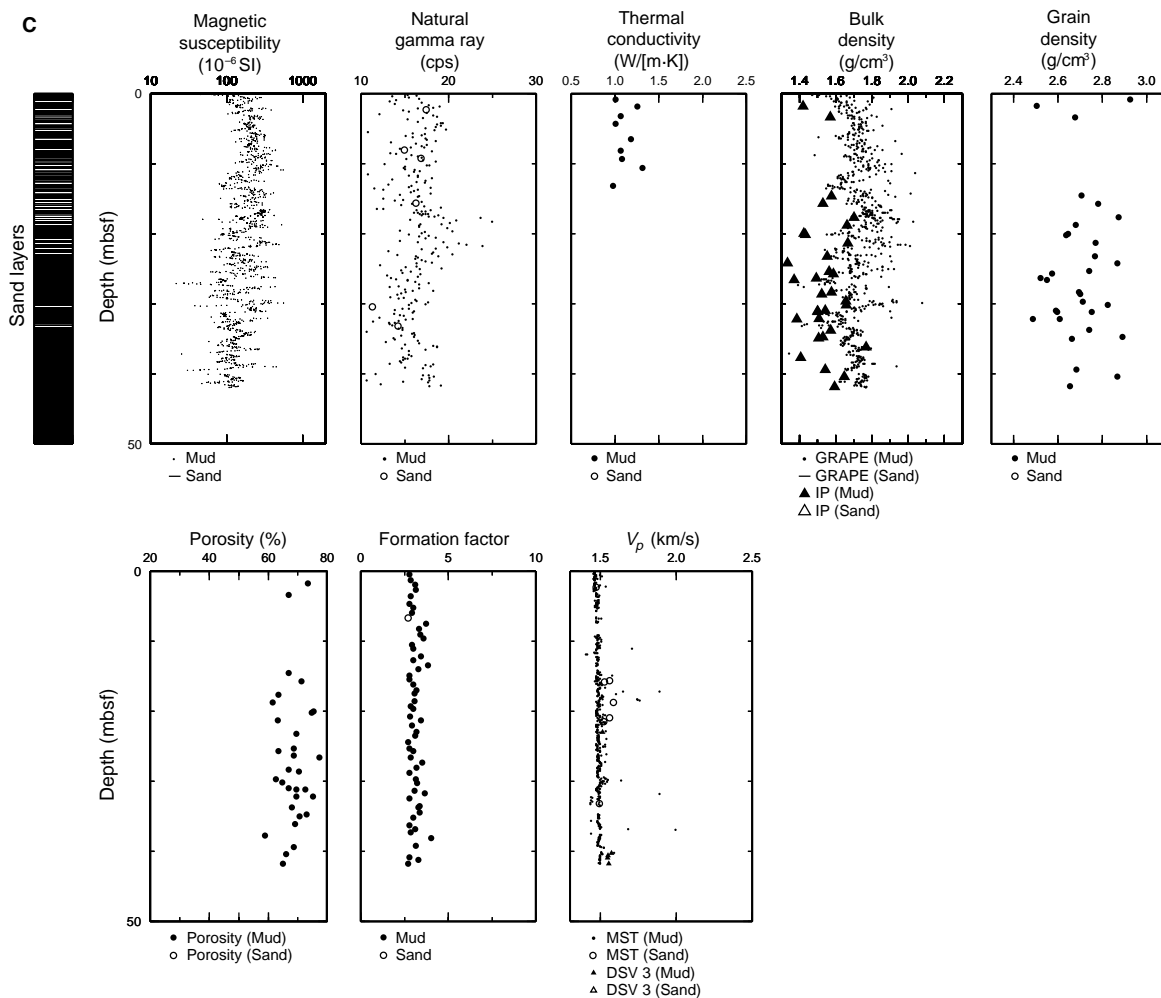 C
Magnetic
susceptibility
(10⁻⁶ SI)
10 100 1000
Natural
gamma ray
(cps)
10 20 30
Thermal
conductivity
(W/[m·K])
0.5 1.0 1.5 2.0 2.5
Bulk
density
(g/cm³)
1.4 1.6 1.8 2.0 2.2
Grain
density
(g/cm³)
2.4 2.6 2.8 3.0
Sand layers
Depth (mbsf)
0
50
Mud
Sand
Mud
Sand
Mud
Sand
GRAPE (Mud)
GRAPE (Sand)
IP (Mud)
IP (Sand)
Mud
Sand
Porosity (%)
20 40 60 80
Formation factor
0 5 10
Vp (km/s)
1.5 2.0 2.5
Depth (mbsf)
0
50
Porosity (Mud)
Porosity (Sand)
Mud
Sand
MST (Mud)
MST (Sand)
DSV 3 (Mud)
DSV 3 (Sand)